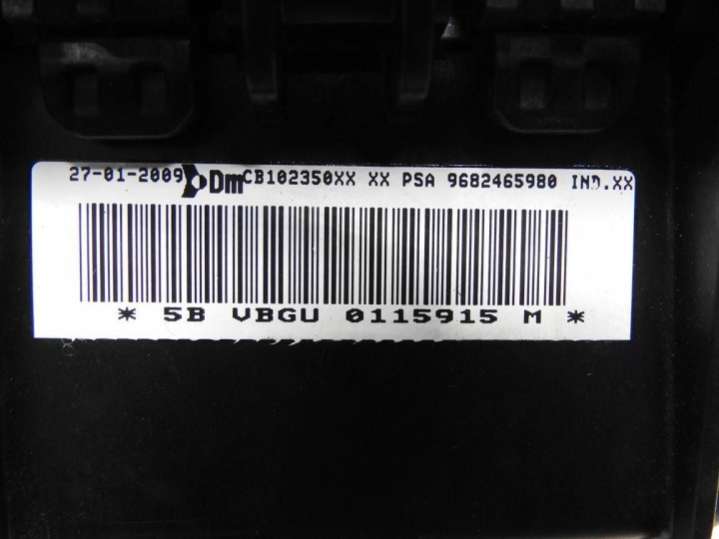 27-01-2009 Dm CB102350XX XX PSA 9682465980 IND.XX
* 5B VBGU 0115915 M *